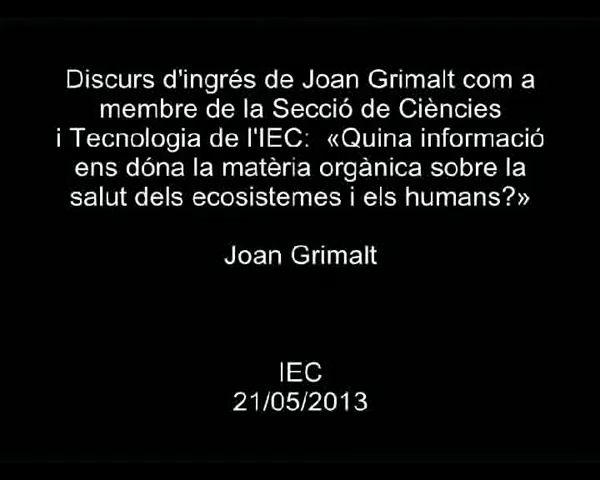 Discurs d'ingrés de Joan Grimalt com a
membre de la Secció de Ciències
i Tecnologia de l'IEC:  «Quina informació
ens dóna la matèria orgànica sobre la
salut dels ecosistemes i els humans?»
Joan Grimalt
IEC
21/05/2013